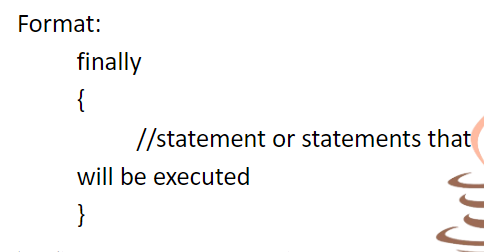 Format:
finally
{
//statement or statements that
will be executed
}